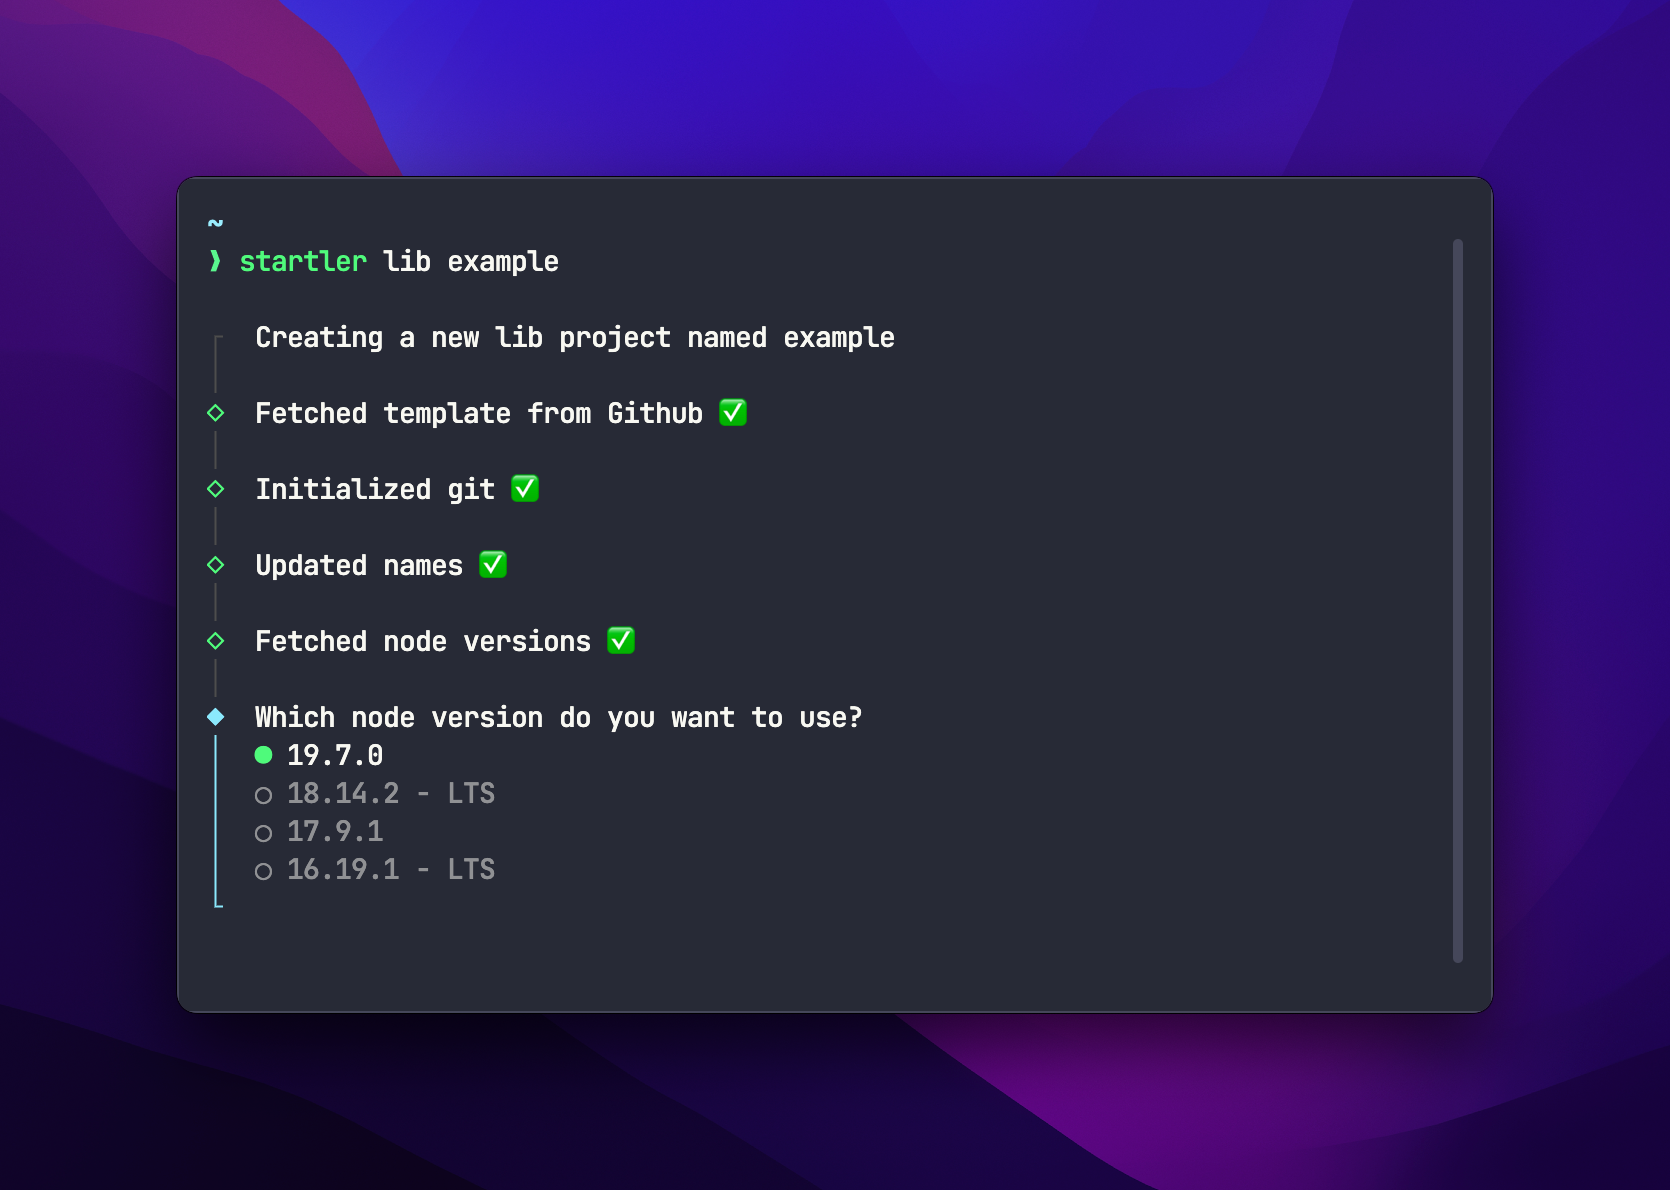 ~
❯ startler lib example
Creating a new lib project named example
Fetched template from Github ✅
Initialized git ✅
Updated names ✅
Fetched node versions ✅
Which node version do you want to use?
● 19.7.0
○ 18.14.2 - LTS
○ 17.9.1
○ 16.19.1 - LTS